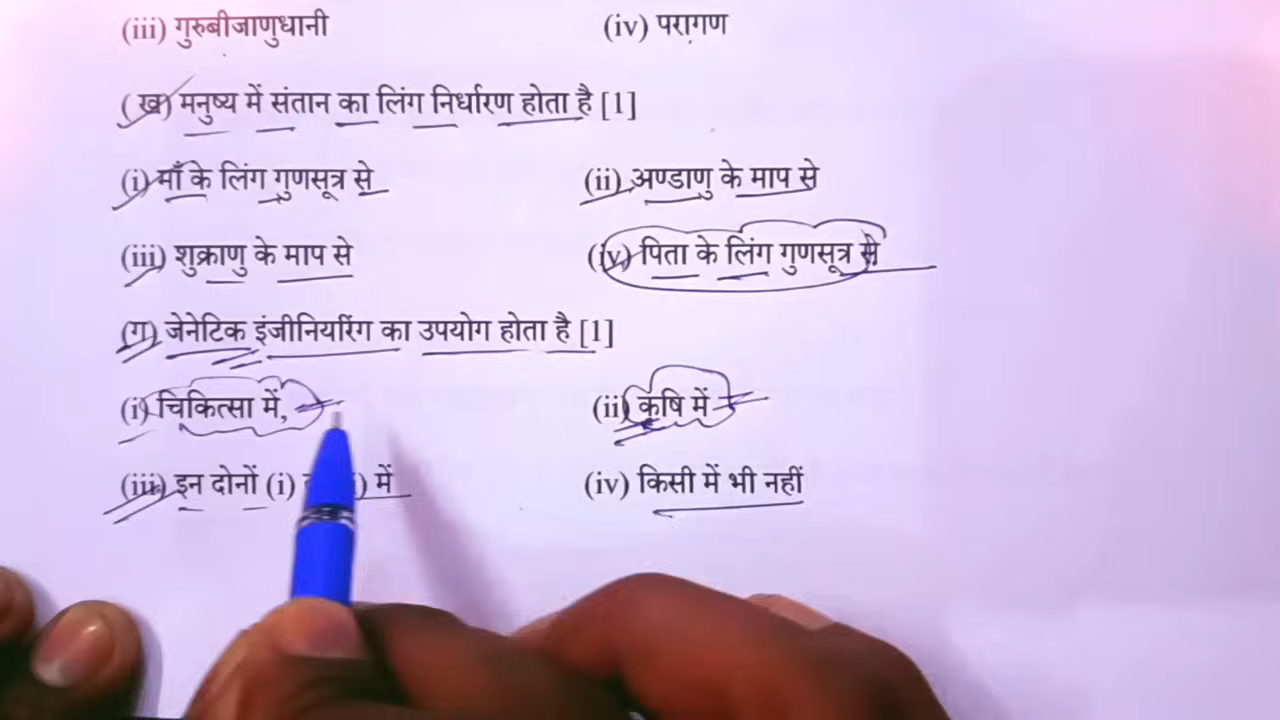 (iii) गुरुबीजाणुधानी (iv) परागण
(ख) मनुष्य में संतान का लिंग निर्धारण होता है [1]
(i) माँ के लिंग गुणसूत्र से (ii) अण्डाणु के माप से
(iii) शुक्राणु के माप से (iv) पिता के लिंग गुणसूत्र से
(ग) जेनेटिक इंजीनियरिंग का उपयोग होता है [1]
(i) चिकित्सा में, (ii) कृषि में
(iii) इन दोनों (i) में (iv) किसी में भी नहीं